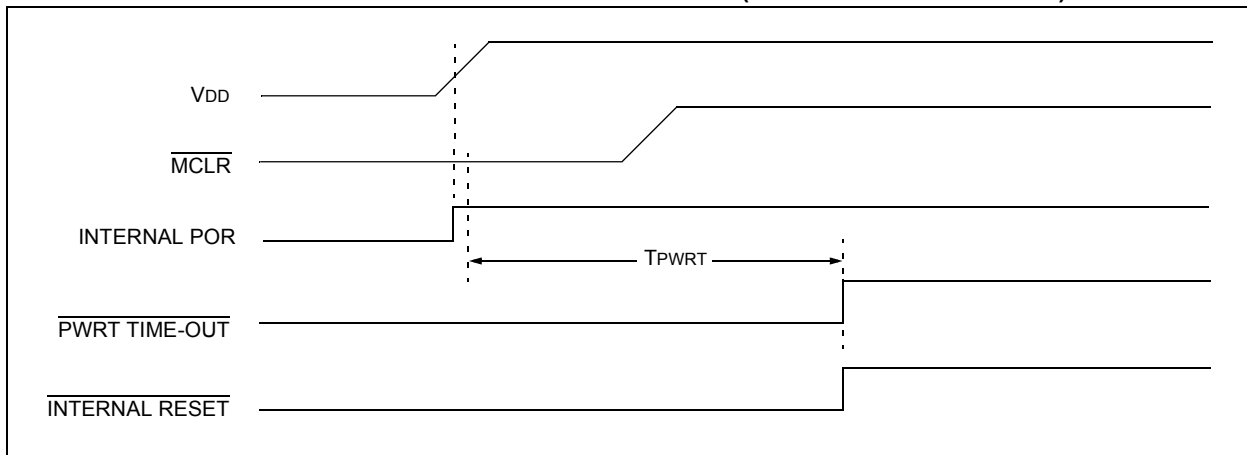 VDD
MCLR
INTERNAL POR
TPWRT
PWRT TIME-OUT
INTERNAL RESET